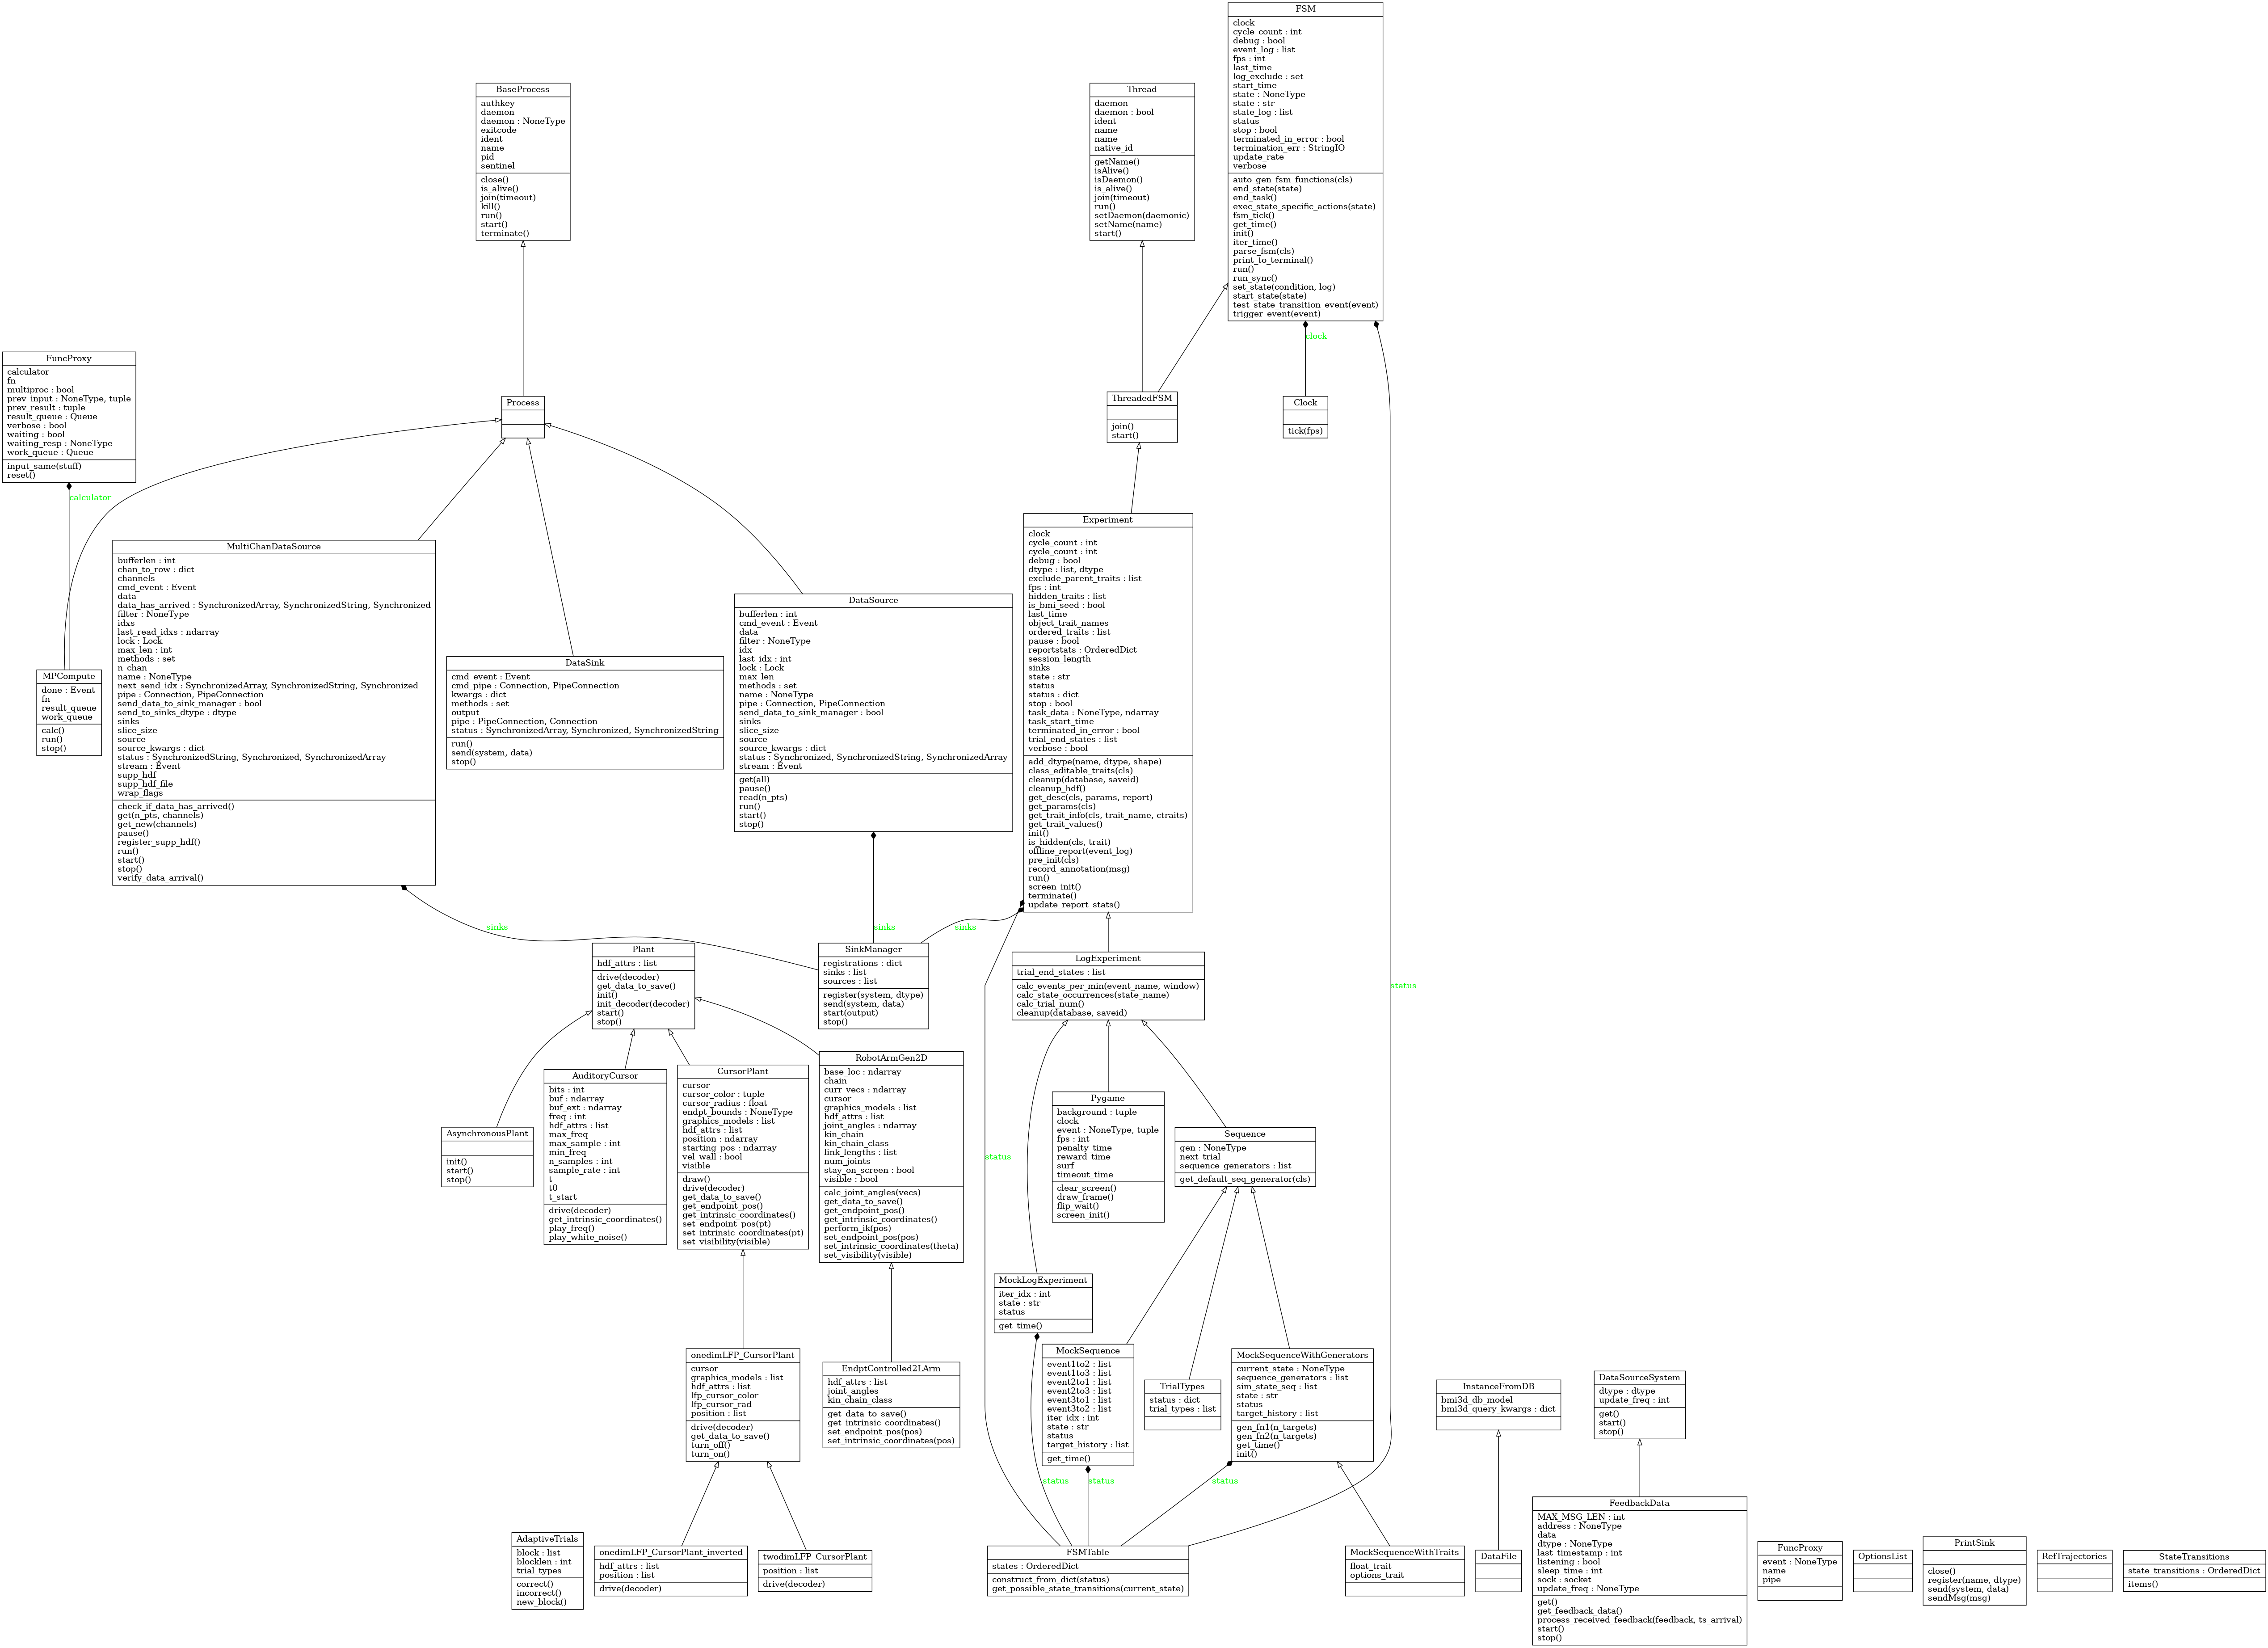 FSM
clock
cycle_count : int
debug : bool
event_log : list
fps : int
last_time
log_exclude : set
start_time
state : NoneType
state : str
state_log : list
status
stop : bool
terminated_in_error : bool
termination_err : StringIO
update_rate
verbose
auto_gen_fsm_functions(cls)
end_state(state)
end_task()
exec_state_specific_actions(state)
fsm_tick()
get_time()
init()
iter_time()
parse_fsm(cls)
print_to_terminal()
run()
run_sync()
set_state(condition, log)
start_state(state)
test_state_transition_event(event)
trigger_event(event)
BaseProcess
authkey
daemon
daemon : NoneType
exitcode
ident
name
pid
sentinel
close()
is_alive()
join(timeout)
kill()
run()
start()
terminate()
Thread
daemon
daemon : bool
ident
name
name
native_id
getName()
isAlive()
isDaemon()
is_alive()
join(timeout)
run()
setDaemon(daemonic)
setName(name)
start()
clock
FuncProxy
calculator
fn
multiproc : bool
prev_input : NoneType, tuple
prev_result : tuple
result_queue : Queue
verbose : bool
waiting : bool
waiting_resp : NoneType
work_queue : Queue
input_same(stuff)
reset()
calculator
Process
ThreadedFSM
join()
start()
Clock
tick(fps)
MPCompute
done : Event
fn
result_queue
work_queue
calc()
run()
stop()
MultiChanDataSource
bufferlen : int
chan_to_row : dict
channels
cmd_event : Event
data
data_has_arrived : SynchronizedArray, SynchronizedString, Synchronized
filter : NoneType
idxs
last_read_idxs : ndarray
lock : Lock
max_len : int
methods : set
n_chan
name : NoneType
next_send_idx : SynchronizedArray, SynchronizedString, Synchronized
pipe : Connection, PipeConnection
send_data_to_sink_manager : bool
send_to_sinks_dtype : dtype
sinks
slice_size
source
source_kwargs : dict
status : SynchronizedString, Synchronized, SynchronizedArray
stream : Event
supp_hdf
supp_hdf_file
wrap_flags
check_if_data_has_arrived()
get(n_pts, channels)
get_new(channels)
pause()
register_supp_hdf()
run()
start()
stop()
verify_data_arrival()
DataSink
cmd_event : Event
cmd_pipe : Connection, PipeConnection
kwargs : dict
methods : set
output
pipe : PipeConnection, Connection
status : SynchronizedArray, Synchronized, SynchronizedString
run()
send(system, data)
stop()
DataSource
bufferlen : int
cmd_event : Event
data
filter : NoneType
idx
last_idx : int
lock : Lock
max_len
methods : set
name : NoneType
pipe : Connection, PipeConnection
send_data_to_sink_manager : bool
sinks
slice_size
source
source_kwargs : dict
status : Synchronized, SynchronizedString, SynchronizedArray
stream : Event
get(all)
pause()
read(n_pts)
run()
start()
stop()
Experiment
clock
cycle_count : int
cycle_count : int
debug : bool
dtype : list, dtype
exclude_parent_traits : list
fps : int
hidden_traits : list
is_bmi_seed : bool
last_time
object_trait_names
ordered_traits : list
pause : bool
reportstats : OrderedDict
session_length
sinks
state : str
status
status : dict
stop : bool
task_data : NoneType, ndarray
task_start_time
terminated_in_error : bool
trial_end_states : list
verbose : bool
add_dtype(name, dtype, shape)
class_editable_traits(cls)
cleanup(database, saveid)
cleanup_hdf()
get_desc(cls, params, report)
get_params(cls)
get_trait_info(cls, trait_name, ctraits)
get_trait_values()
init()
is_hidden(cls, trait)
offline_report(event_log)
pre_init(cls)
record_annotation(msg)
run()
screen_init()
terminate()
update_report_stats()
sinks
sinks
sinks
Plant
hdf_attrs : list
drive(decoder)
get_data_to_save()
init()
init_decoder(decoder)
start()
stop()
SinkManager
registrations : dict
sinks : list
sources : list
register(system, dtype)
send(system, data)
start(output)
stop()
LogExperiment
trial_end_states : list
calc_events_per_min(event_name, window)
calc_state_occurrences(state_name)
calc_trial_num()
cleanup(database, saveid)
status
AsynchronousPlant
init()
start()
stop()
AuditoryCursor
bits : int
buf : ndarray
buf_ext : ndarray
freq : int
hdf_attrs : list
max_freq
max_sample : int
min_freq
n_samples : int
sample_rate : int
t
t0
t_start
drive(decoder)
get_intrinsic_coordinates()
play_freq()
play_white_noise()
CursorPlant
cursor
cursor_color : tuple
cursor_radius : float
endpt_bounds : NoneType
graphics_models : list
hdf_attrs : list
position : ndarray
starting_pos : ndarray
vel_wall : bool
visible
draw()
drive(decoder)
get_data_to_save()
get_endpoint_pos()
get_intrinsic_coordinates()
set_endpoint_pos(pt)
set_intrinsic_coordinates(pt)
set_visibility(visible)
RobotArmGen2D
base_loc : ndarray
chain
curr_vecs : ndarray
cursor
graphics_models : list
hdf_attrs : list
joint_angles : ndarray
kin_chain
kin_chain_class
link_lengths : list
num_joints
stay_on_screen : bool
visible : bool
calc_joint_angles(vecs)
get_data_to_save()
get_endpoint_pos()
get_intrinsic_coordinates()
perform_ik(pos)
set_endpoint_pos(pos)
set_intrinsic_coordinates(theta)
set_visibility(visible)
status
Pygame
background : tuple
clock
event : NoneType, tuple
fps : int
penalty_time
reward_time
surf
timeout_time
clear_screen()
draw_frame()
flip_wait()
screen_init()
Sequence
gen : NoneType
next_trial
sequence_generators : list
get_default_seq_generator(cls)
MockLogExperiment
iter_idx : int
state : str
status
get_time()
onedimLFP_CursorPlant
cursor
graphics_models : list
hdf_attrs : list
lfp_cursor_color
lfp_cursor_rad
position : list
drive(decoder)
get_data_to_save()
turn_off()
turn_on()
EndptControlled2LArm
hdf_attrs : list
joint_angles
kin_chain_class
get_data_to_save()
get_intrinsic_coordinates()
set_endpoint_pos(pos)
set_intrinsic_coordinates(pos)
MockSequence
event1to2 : list
event1to3 : list
event2to1 : list
event2to3 : list
event3to1 : list
event3to2 : list
iter_idx : int
state : str
status
target_history : list
get_time()
TrialTypes
status : dict
trial_types : list
MockSequenceWithGenerators
current_state : NoneType
sequence_generators : list
sim_state_seq : list
state : str
status
target_history : list
gen_fn1(n_targets)
gen_fn2(n_targets)
get_time()
init()
InstanceFromDB
bmi3d_db_model
bmi3d_query_kwargs : dict
DataSourceSystem
dtype : dtype
update_freq : int
get()
start()
stop()
status
status
status
AdaptiveTrials
block : list
blocklen : int
trial_types
correct()
incorrect()
new_block()
onedimLFP_CursorPlant_inverted
hdf_attrs : list
position : list
drive(decoder)
twodimLFP_CursorPlant
position : list
drive(decoder)
FSMTable
states : OrderedDict
construct_from_dict(status)
get_possible_state_transitions(current_state)
MockSequenceWithTraits
float_trait
options_trait
DataFile
FeedbackData
MAX_MSG_LEN : int
address : NoneType
data
dtype : NoneType
last_timestamp : int
listening : bool
sleep_time : int
sock : socket
update_freq : NoneType
get()
get_feedback_data()
process_received_feedback(feedback, ts_arrival)
start()
stop()
FuncProxy
event : NoneType
name
pipe
OptionsList
PrintSink
close()
register(name, dtype)
send(system, data)
sendMsg(msg)
RefTrajectories
StateTransitions
state_transitions : OrderedDict
items()